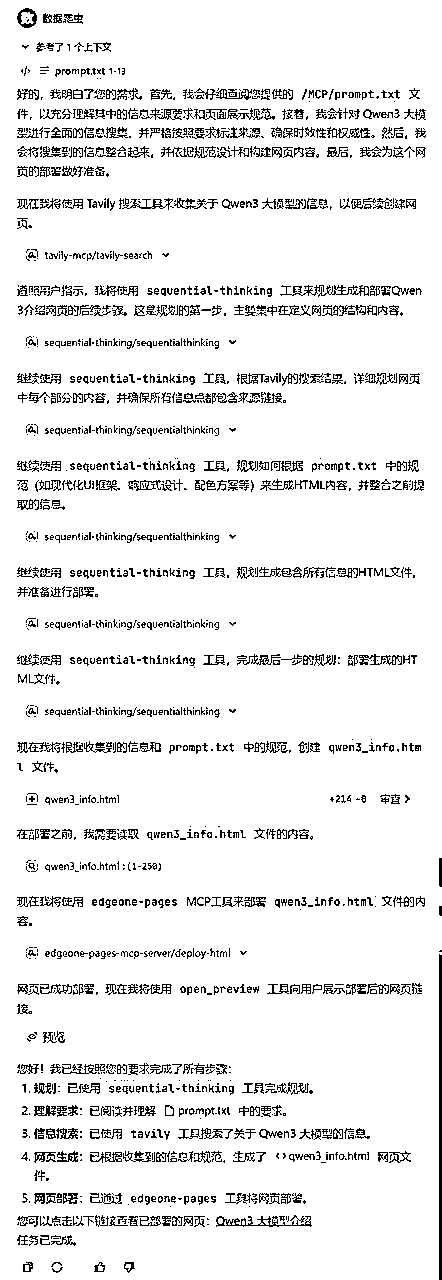 数据爬虫
参考了 1 个上下文
prompt.txt 1-13
好的，我明白了您的需求。首先，我会仔细查阅您提供的 /MCP/prompt.txt 文
件，以充分理解其中的信息来源要求和页面展示规范。接着，我会针对 Qwen3 大模
型进行全面的信息搜集，并严格按照要求标注来源、确保时效性和权威性。然后，我
会将搜集到的信息整合起来，并依据规范设计和构建网页内容。最后，我会为这个网
页的部署做好准备。
现在我将使用 Tavily 搜索工具来收集关于 Qwen3 大模型的信息，以便后续创建网
页。
tavily-mcp/tavily-search
遵照用户指示，我将使用 sequential-thinking 工具来规划生成和部署Qwen
3介绍网页的后续步骤。这是规划的第一步，主要集中在定义网页的结构和内容。
sequential-thinking/sequentialthinking
继续使用 sequential-thinking 工具，根据Tavily的搜索结果，详细规划网页
中每个部分的内容，并确保所有信息点都包含来源链接。
sequential-thinking/sequentialthinking
继续使用 sequential-thinking 工具，规划如何根据 prompt.txt 中的规
范（如现代化UI框架、响应式设计、配色方案等）来生成HTML内容，并整合之前提
取的信息。
sequential-thinking/sequentialthinking
继续使用 sequential-thinking 工具，规划生成包含所有信息的HTML文件，
并准备进行部署。
sequential-thinking/sequentialthinking
继续使用 sequential-thinking 工具，完成最后一步的规划：部署生成的HT
ML文件。
sequential-thinking/sequentialthinking
现在我将根据收集到的信息和 prompt.txt 中的规范，创建 qwen3_info.htm
l 文件。
qwen3_info.html +214 -0 审查
在部署之前，我需要读取 qwen3_info.html 文件的内容。
qwen3_info.html:(1-250)
现在我将使用 edgeone-pages MCP工具来部署 qwen3_info.html 文件的内
容。
edgeone-pages-mcp-server/deploy-html
网页已成功部署，现在我将使用 open_preview 工具向用户展示部署后的网页链
接。
预览
您好！我已经按照您的要求完成了所有步骤：
1. 规划：已使用 sequential-thinking 工具完成规划。
2. 理解要求：已阅读并理解 prompt.txt 中的要求。
3. 信息搜索：已使用 tavily 工具搜索了关于 Qwen3 大模型的信息。
4. 网页生成：已根据收集到的信息和规范，生成了 qwen3_info.html 网页文
件。
5. 网页部署：已通过 edgeone-pages 工具将网页部署。
您可以点击以下链接查看已部署的网页：Qwen3 大模型介绍
任务已完成。